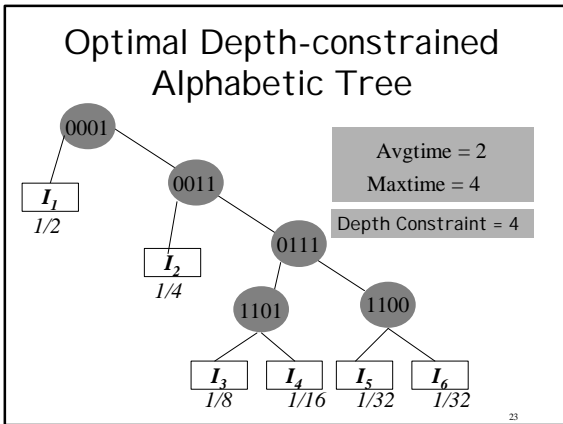 Optimal Depth-constrained
Alphabetic Tree
0001
Avgtime = 2
Maxtime = 4
0011
I1
1/2
Depth Constraint = 4
0111
I2
1/4
1101
1100
I3
I4
I5
I6
1/8
1/16
1/32
1/32
23